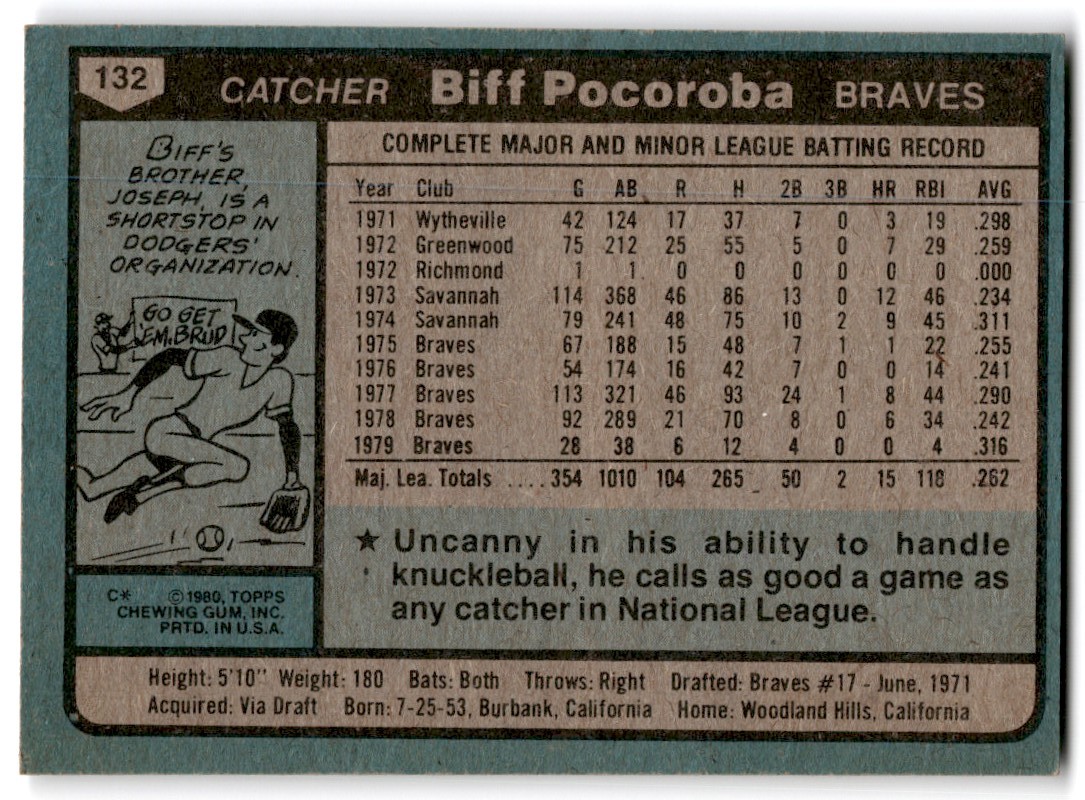 132 CATCHER Biff Pocoroba BRAVES
BIFF'S
BROTHER,
JOSEPH, IS A
SHORTSTOP IN
DODGERS'
ORGANIZATION.
GO GET
'EM, BRUD
C* ©1980, TOPPS
CHEWING GUM, INC.
PRTD. IN U.S.A.
COMPLETE MAJOR AND MINOR LEAGUE BATTING RECORD
Year Club G AB R H 2B 3B HR RBI AVG
1971 Wytheville 42 124 17 37 7 0 3 19 .298
1972 Greenwood 75 212 25 55 5 0 7 29 .259
1972 Richmond 1 1 0 0 0 0 0 0 .000
1973 Savannah 114 368 46 86 13 0 12 46 .234
1974 Savannah 79 241 48 75 10 2 9 45 .311
1975 Braves 67 188 15 48 7 1 1 22 .255
1976 Braves 54 174 16 42 7 0 0 14 .241
1977 Braves 113 321 46 93 24 1 8 44 .290
1978 Braves 92 289 21 70 8 0 6 34 .242
1979 Braves 28 38 6 12 4 0 0 4 .316
Maj. Lea. Totals ....354 1010 104 265 50 2 15 118 .262
★ Uncanny in his ability to handle
knuckleball, he calls as good a game as
any catcher in National League.
Height: 5'10" Weight: 180 Bats: Both Throws: Right Drafted: Braves #17 - June, 1971
Acquired: Via Draft Born: 7-25-53, Burbank, California Home: Woodland Hills, California